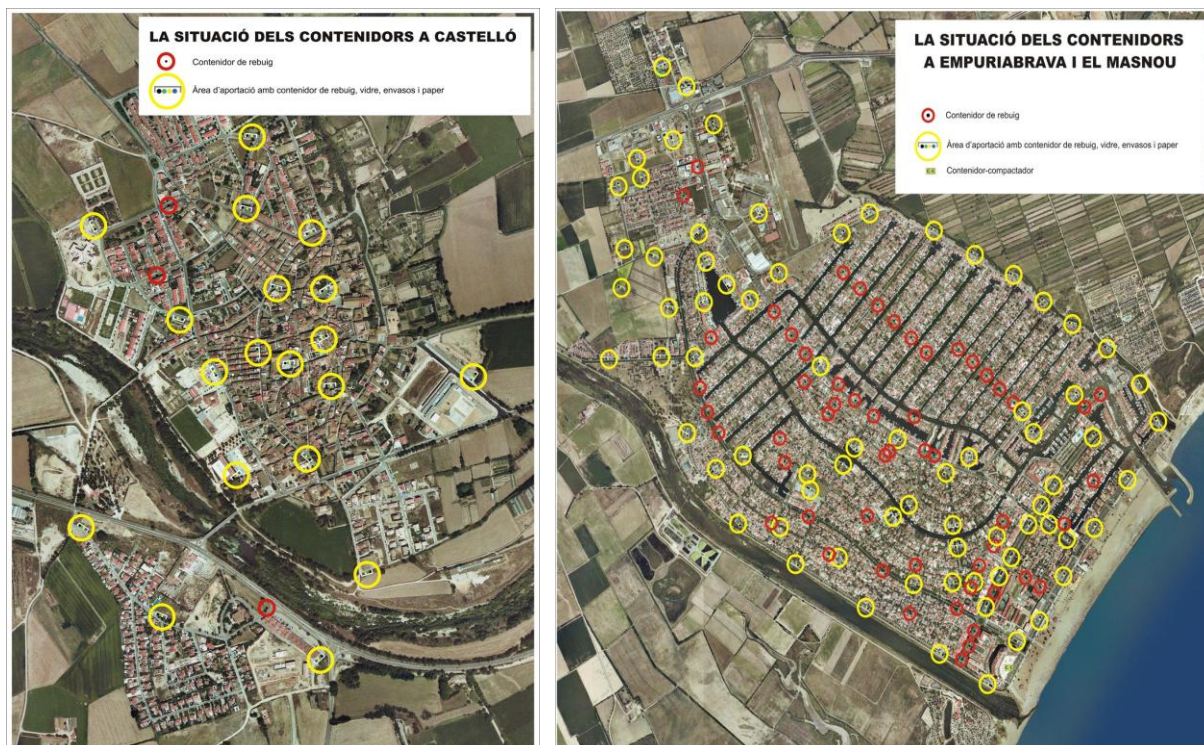 LA SITUACIÓ DELS CONTENIDORS A CASTELLÓ
Contenidor de rebuig
Àrea d'aportació amb contenidor de rebuig, vidre, envasos i paper
LA SITUACIÓ DELS CONTENIDORS
A EMPURIABRAVA I EL MASNOU
Contenidor de rebuig
Àrea d'aportació amb contenidor de rebuig, vidre, envasos i paper
Contenidor-compactador